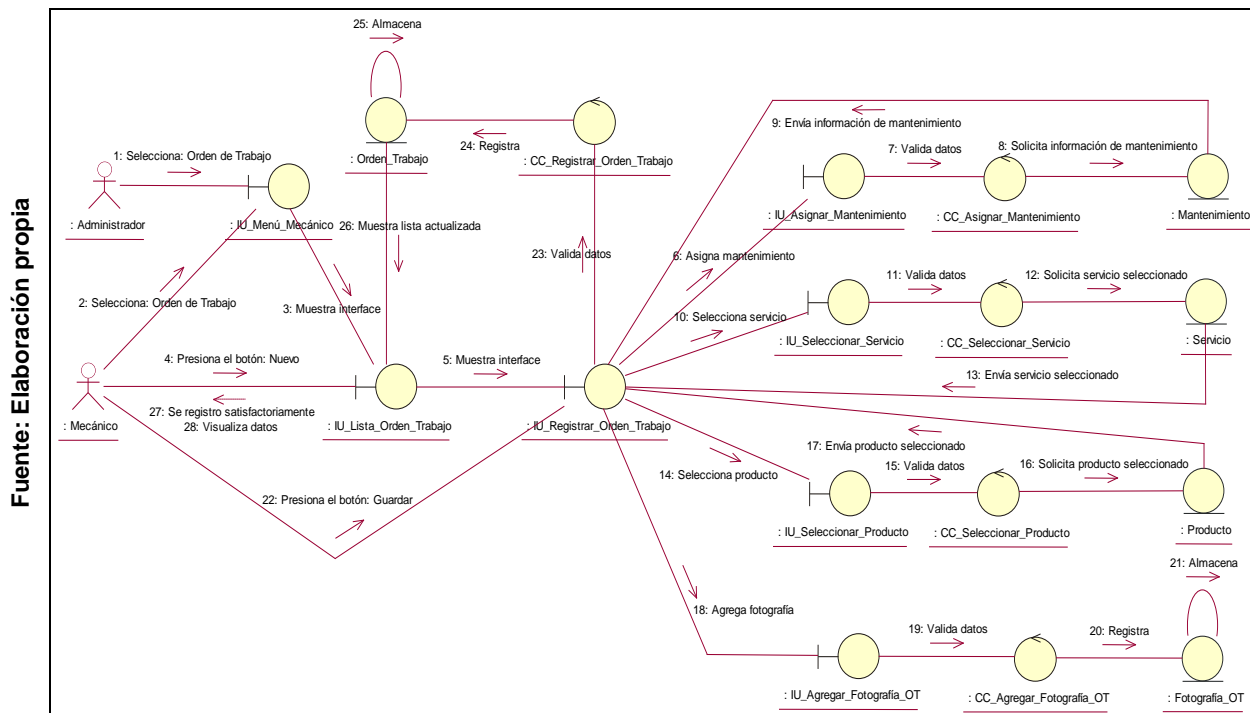 Fuente: Elaboración propia
25: Almacena
: Orden_Trabajo
24: Registra
: CC_Registrar_Orden_Trabajo
1: Selecciona: Orden de Trabajo
: Administrador
: IU_Menú_Mecánico
26: Muestra lista actualizada
23: Valida datos
2: Selecciona: Orden de Trabajo
3: Muestra interface
9: Envía información de mantenimiento
7: Valida datos
8: Solicita información de mantenimiento
: IU_Asignar_Mantenimiento
: CC_Asignar_Mantenimiento
: Mantenimiento
6: Asigna mantenimiento
11: Valida datos
12: Solicita servicio seleccionado
10: Selecciona servicio
: IU_Seleccionar_Servicio
: CC_Seleccionar_Servicio
: Servicio
13: Envía servicio seleccionado
4: Presiona el botón: Nuevo
5: Muestra interface
27: Se registro satisfactoriamente
28: Visualiza datos
: Mecánico
: IU_Lista_Orden_Trabajo
: IU_Registrar_Orden_Trabajo
17: Envía producto seleccionado
14: Selecciona producto
15: Valida datos
16: Solicita producto seleccionado
22: Presiona el botón: Guardar
: IU_Seleccionar_Producto
: CC_Seleccionar_Producto
: Producto
21: Almacena
18: Agrega fotografía
19: Valida datos
20: Registra
: IU_Agregar_Fotografía_OT
: CC_Agregar_Fotografía_OT
: Fotografía_OT